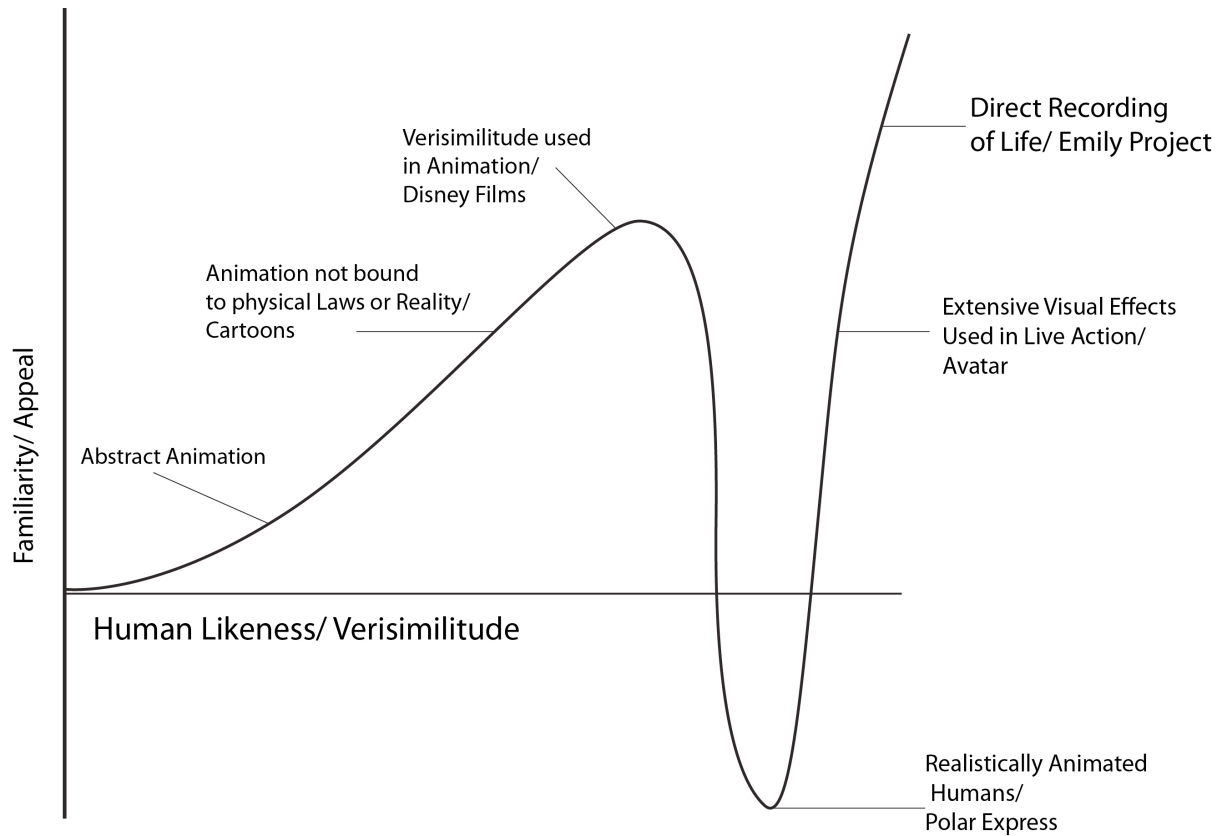 Direct Recording
of Life/ Emily Project
Verisimilitude used
in Animation/
Disney Films
Animation not bound
to physical Laws or Reality/
Cartoons
Extensive Visual Effects
Used in Live Action/
Avatar
Familiarity/ Appeal
Abstract Animation
Human Likeness/ Verisimilitude
Realistically Animated
Humans/
Polar Express